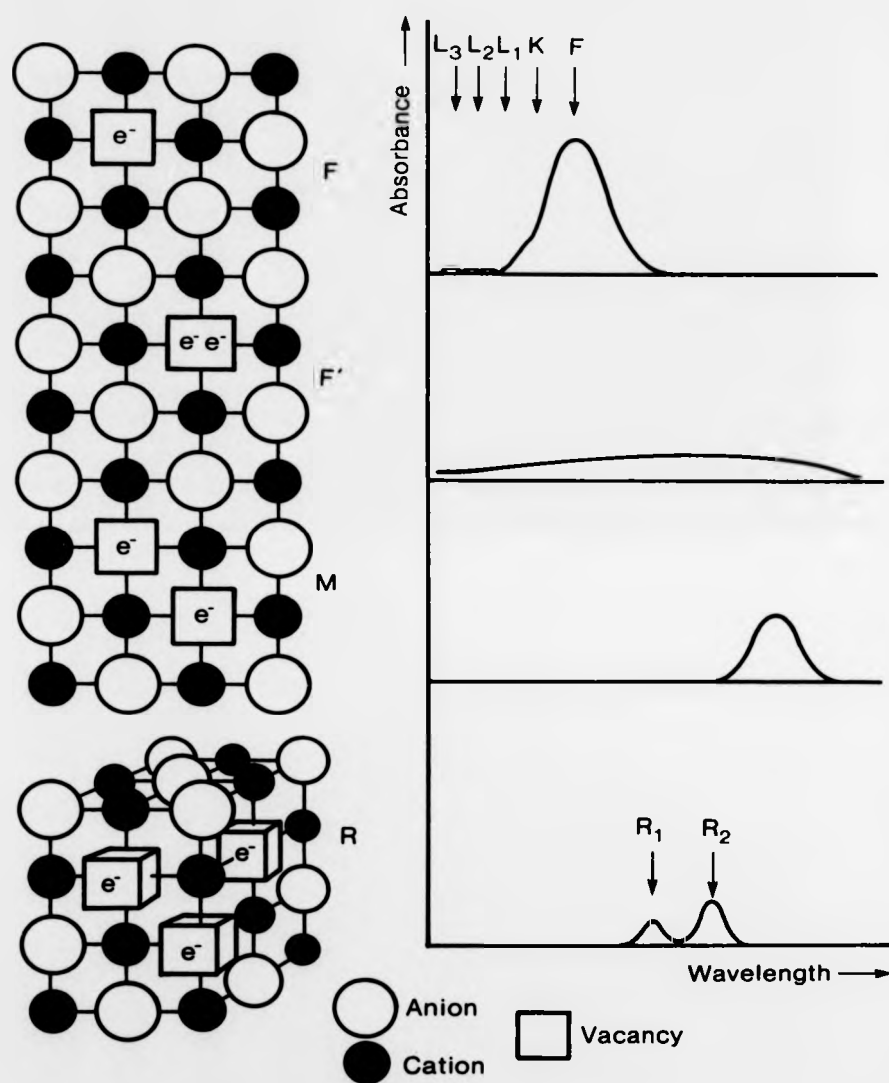 Absorbance
L₃ L₂ L₁ K F
e⁻
F
e⁻ e⁻
F′
e⁻
M
e⁻
R
e⁻
e⁻
e⁻
R₁ R₂
Wavelength
Anion
Vacancy
Cation